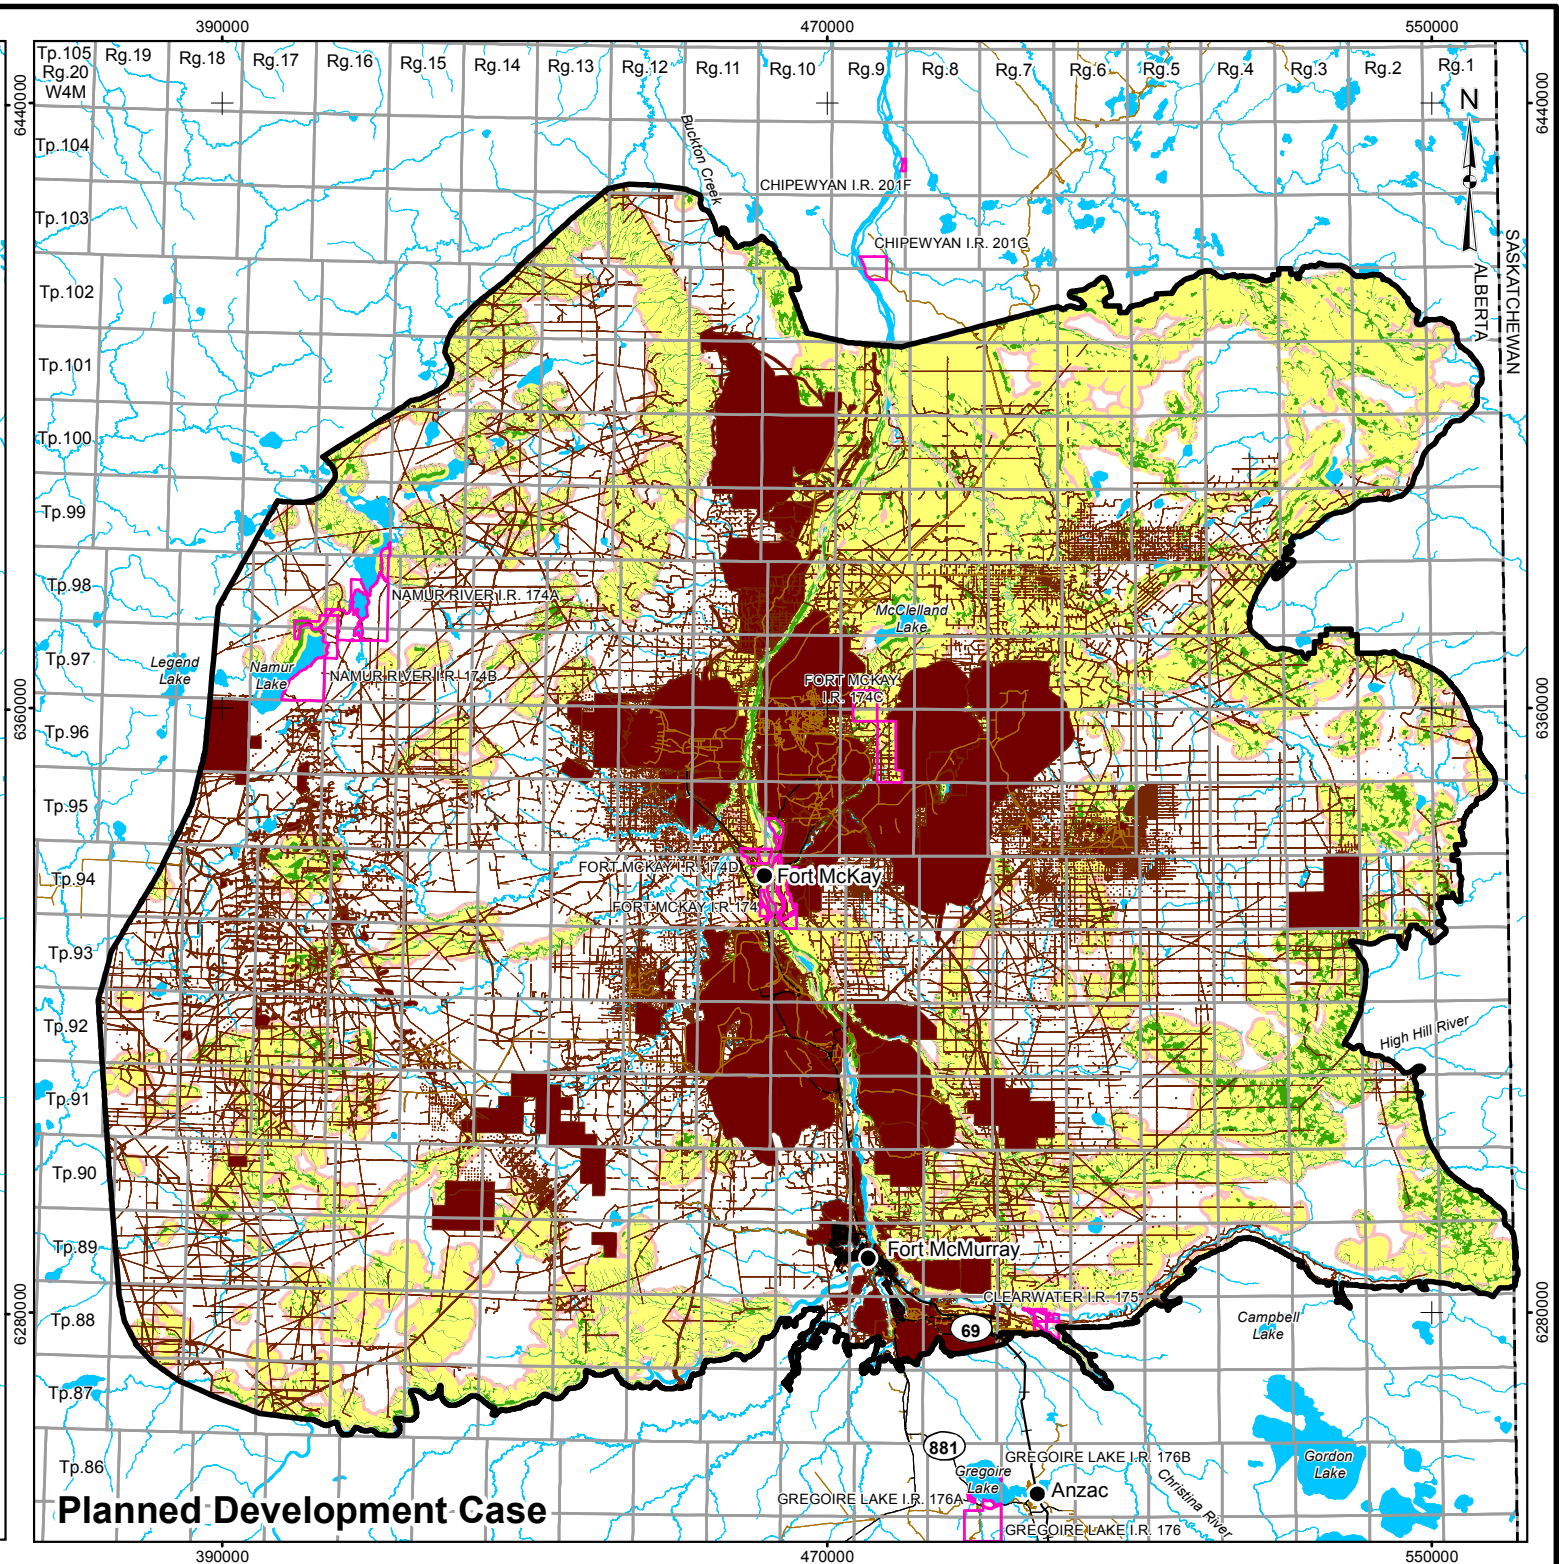 390000
470000
550000
Tp.105
Rg.20
W4M
Rg.19
Rg.18
Rg.17
Rg.16
Rg.15
Rg.14
Rg.13
Rg.12
Rg.11
Rg.10
Rg.9
Rg.8
Rg.7
Rg.6
Rg.5
Rg.4
Rg.3
Rg.2
Rg.1
6440000
6440000
N
Tp.104
Buckton Creek
CHIPEWYAN I.R. 201F
Tp.103
CHIPEWYAN I.R. 201G
SASKATCHEWAN
ALBERTA
Tp.102
Tp.101
Tp.100
Tp.99
Tp.98
NAMUR RIVER I.R. 174A
McClelland
Lake
Tp.97
Legend
Lake
Namur
Lake
NAMUR RIVER I.R. 174B
FORT MCKAY
I.R. 174C
6360000
6360000
Tp.96
Tp.95
Tp.94
FORT MCKAY I.R. 174D
Fort McKay
FORT MCKAY I.R.174
Tp.93
Tp.92
High Hill River
Tp.91
Tp.90
Tp.89
Fort McMurray
CLEARWATER I.R. 175
6280000
6280000
Tp.88
69
Campbell
Lake
Tp.87
881
GREGOIRE LAKE I.R. 176B
Gordon
Lake
Tp.86
Gregoire
Lake
Christina River
GREGOIRE LAKE I.R. 176A
Anzac
Planned Development Case
GREGOIRE LAKE I.R. 176
390000
470000
550000